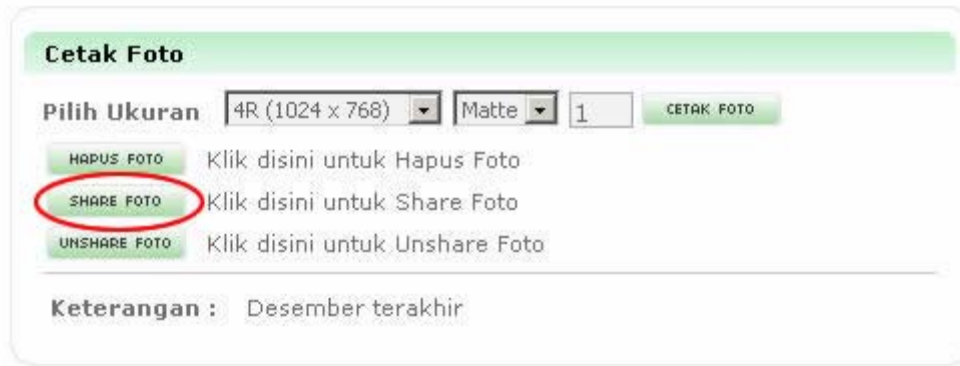 Cetak Foto
Pilih Ukuran 4R (1024 x 768) Matte 1 CETAK FOTO
HAPUS FOTO Klik disini untuk Hapus Foto
SHARE FOTO Klik disini untuk Share Foto
UNSHARE FOTO Klik disini untuk Unshare Foto
Keterangan : Desember terakhir